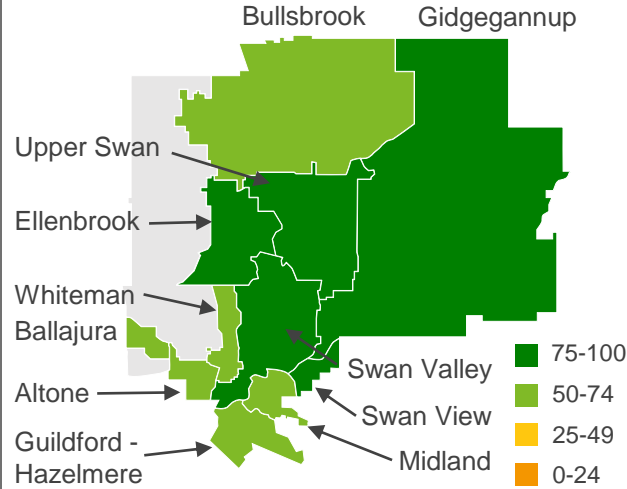 Bullsbrook
Gidgegannup
Upper Swan
Ellenbrook
Whiteman
Ballajura
Altone
Guildford -
Hazelmere
Swan Valley
Swan View
Midland
75-100
50-74
25-49
0-24